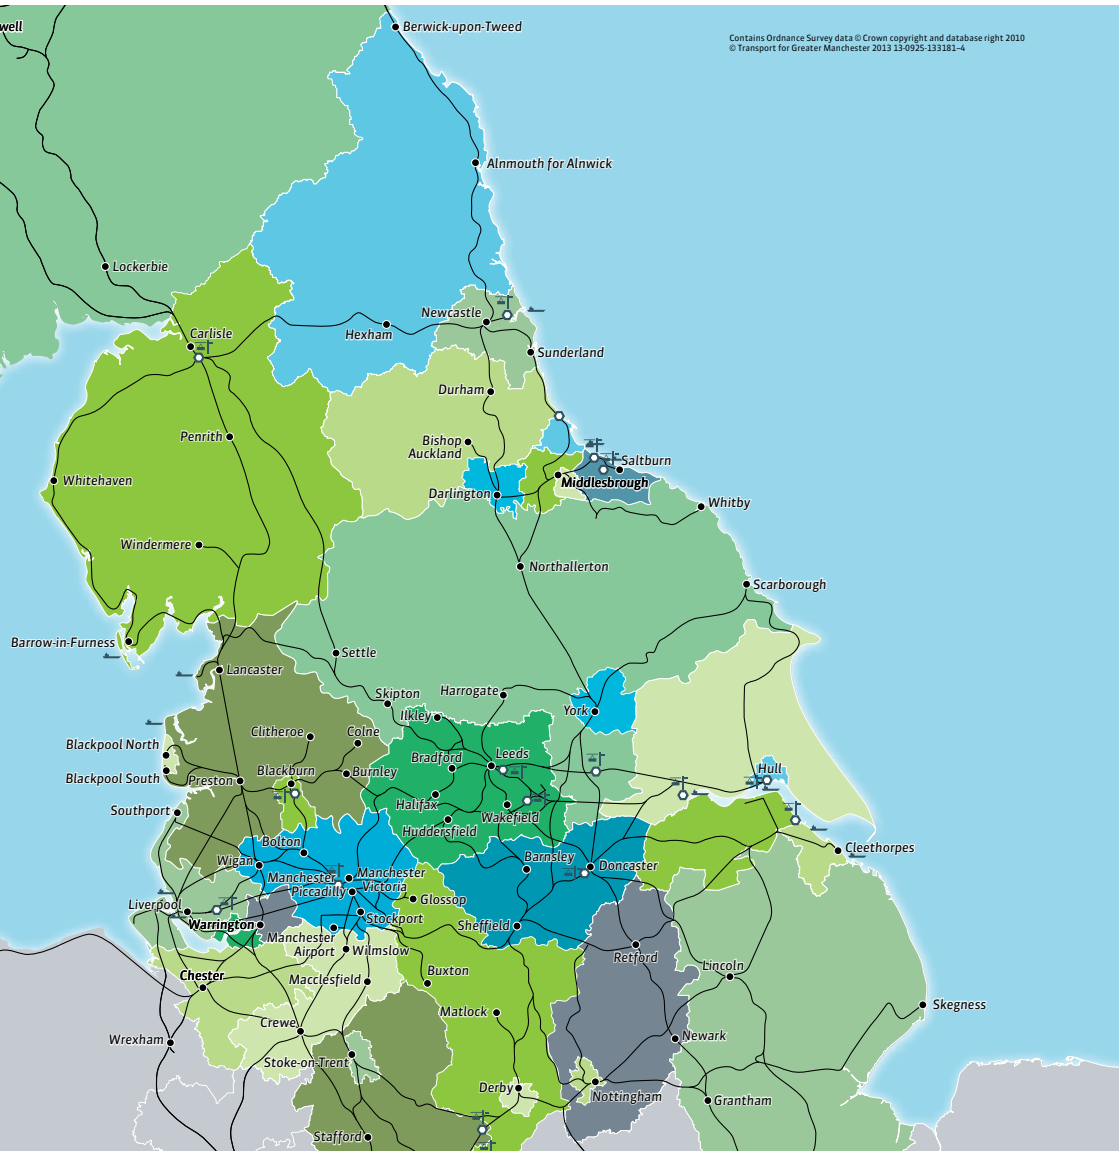 well
Berwick-upon-Tweed
Contains Ordnance Survey data © Crown copyright and database right 2010
© Transport for Greater Manchester 2013 13-0925-133181–4
Alnmouth for Alnwick
Lockerbie
Newcastle
Carlisle
Hexham
Sunderland
Durham
Penrith
Bishop
Auckland
Saltburn
Whitehaven
Middlesbrough
Darlington
Whitby
Windermere
Northallerton
Scarborough
Barrow-in-Furness
Settle
Lancaster
Skipton
Harrogate
Ilkley
York
Clitheroe
Colne
Blackpool North
Leeds
Bradford
Hull
Blackburn
Burnley
Blackpool South
Preston
Halifax
Southport
Wakefield
Huddersfield
Bolton
Cleethorpes
Wigan
Barnsley
Doncaster
Manchester
Victoria
Manchester
Piccadilly
Glossop
Liverpool
Stockport
Warrington
Sheffield
Manchester
Airport
Wilmslow
Retford
Lincoln
Chester
Buxton
Macclesfield
Skegness
Matlock
Crewe
Newark
Wrexham
Stoke-on-Trent
Derby
Nottingham
Grantham
Stafford